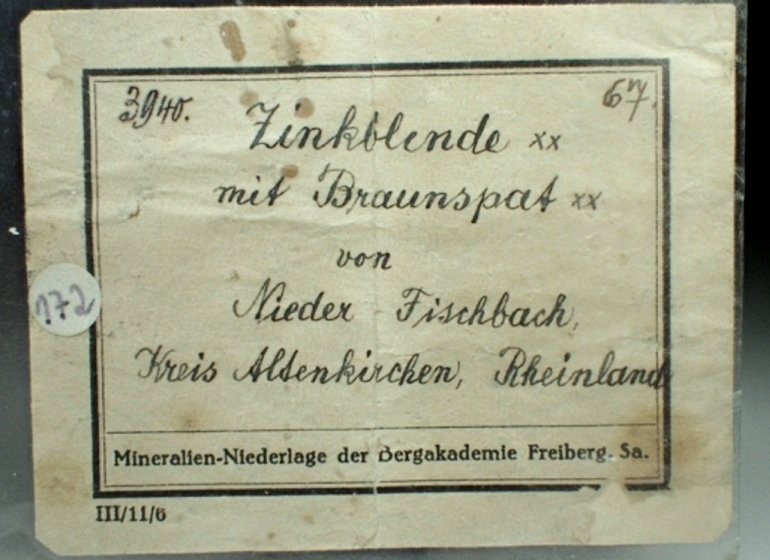 3940. 67.
Zinkblende xx
mit Braunspat xx
von
Nieder Fischbach,
Kreis Altenkirchen, Rheinland
172
Mineralien-Niederlage der Bergakademie Freiberg. Sa.
III/11/6